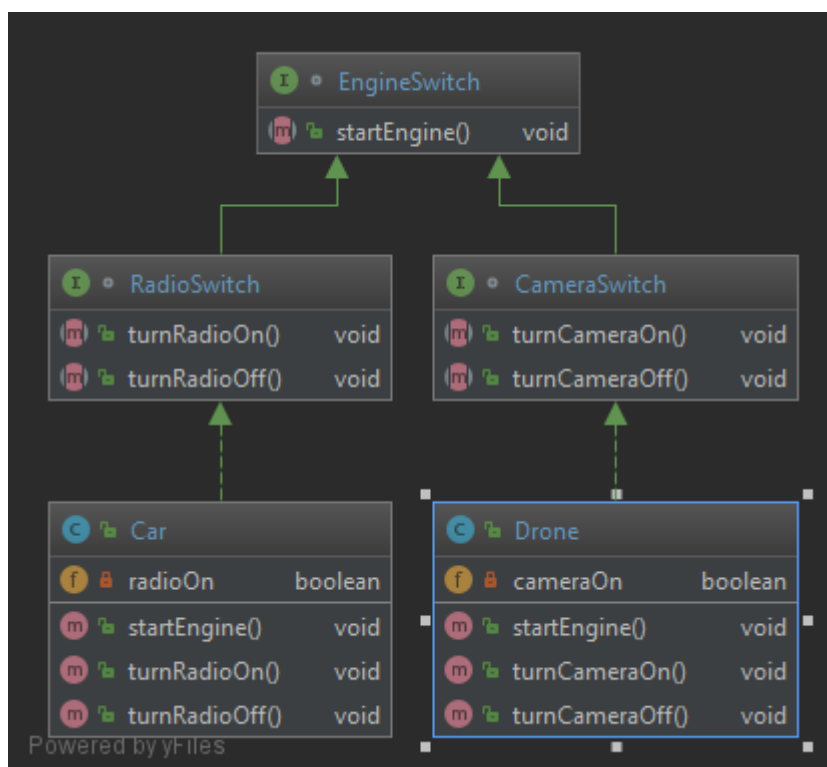 EngineSwitch
startEngine() void
RadioSwitch
turnRadioOn() void
turnRadioOff() void
CameraSwitch
turnCameraOn() void
turnCameraOff() void
Car
radioOn boolean
startEngine() void
turnRadioOn() void
turnRadioOff() void
Drone
cameraOn boolean
startEngine() void
turnCameraOn() void
turnCameraOff() void
Powered by yFiles